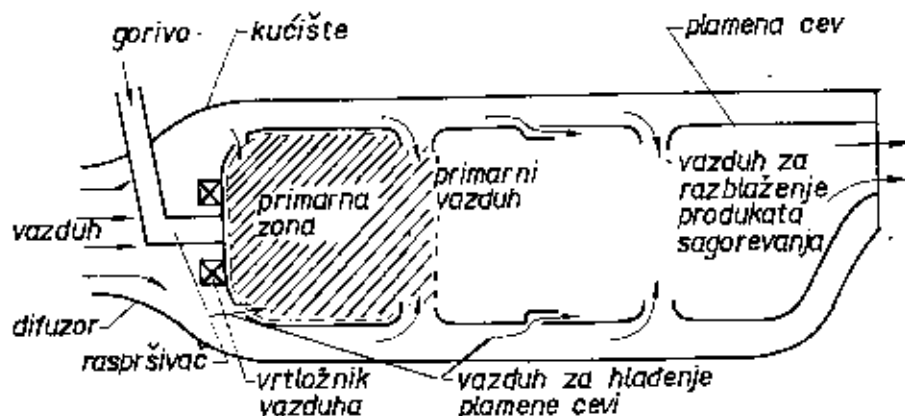 gorivo
kućište
plamena cev
vazduh
primarna
zona
primarni
vazduh
vazduh za
razblaženje
produkata
sagorevanja
difuzor
raspršivač
vrtložnik
vazduha
vazduh za hlađenje
plamene cevi